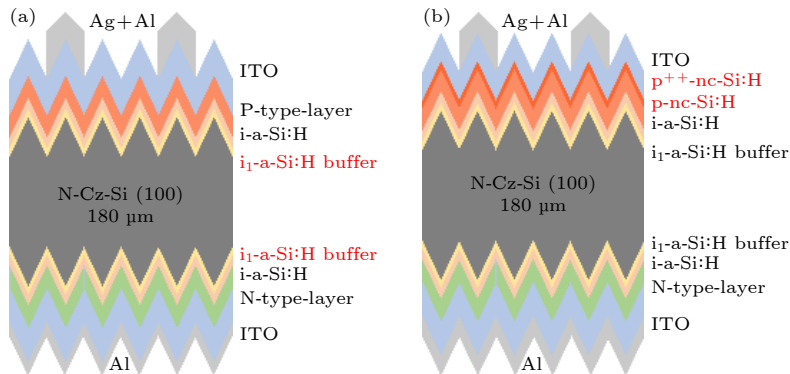 (a)
Ag+Al
ITO
P-type-layer
i-a-Si:H
i₁-a-Si:H buffer
N-Cz-Si (100)
180 µm
i₁-a-Si:H buffer
i-a-Si:H
N-type-layer
ITO
Al
(b)
Ag+Al
ITO
p⁺⁺-nc-Si:H
p-nc-Si:H
i-a-Si:H
i₁-a-Si:H buffer
N-Cz-Si (100)
180 µm
i₁-a-Si:H buffer
i-a-Si:H
N-type-layer
ITO
Al